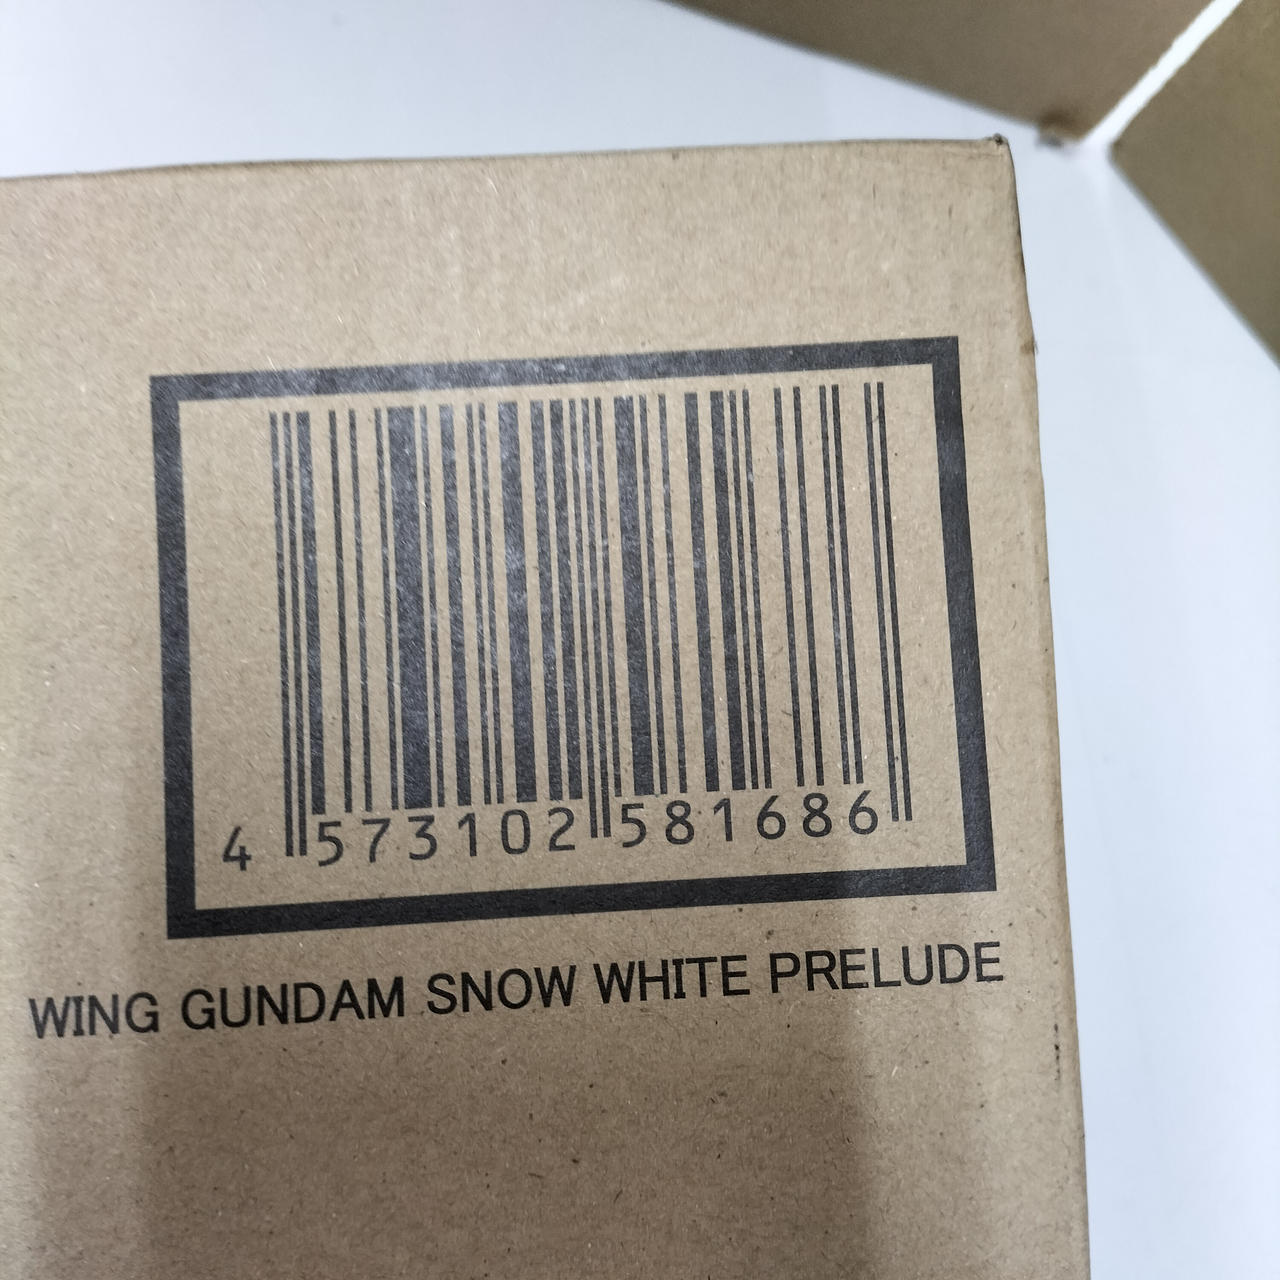 4 573102 581686
WING GUNDAM SNOW WHITE PRELUDE